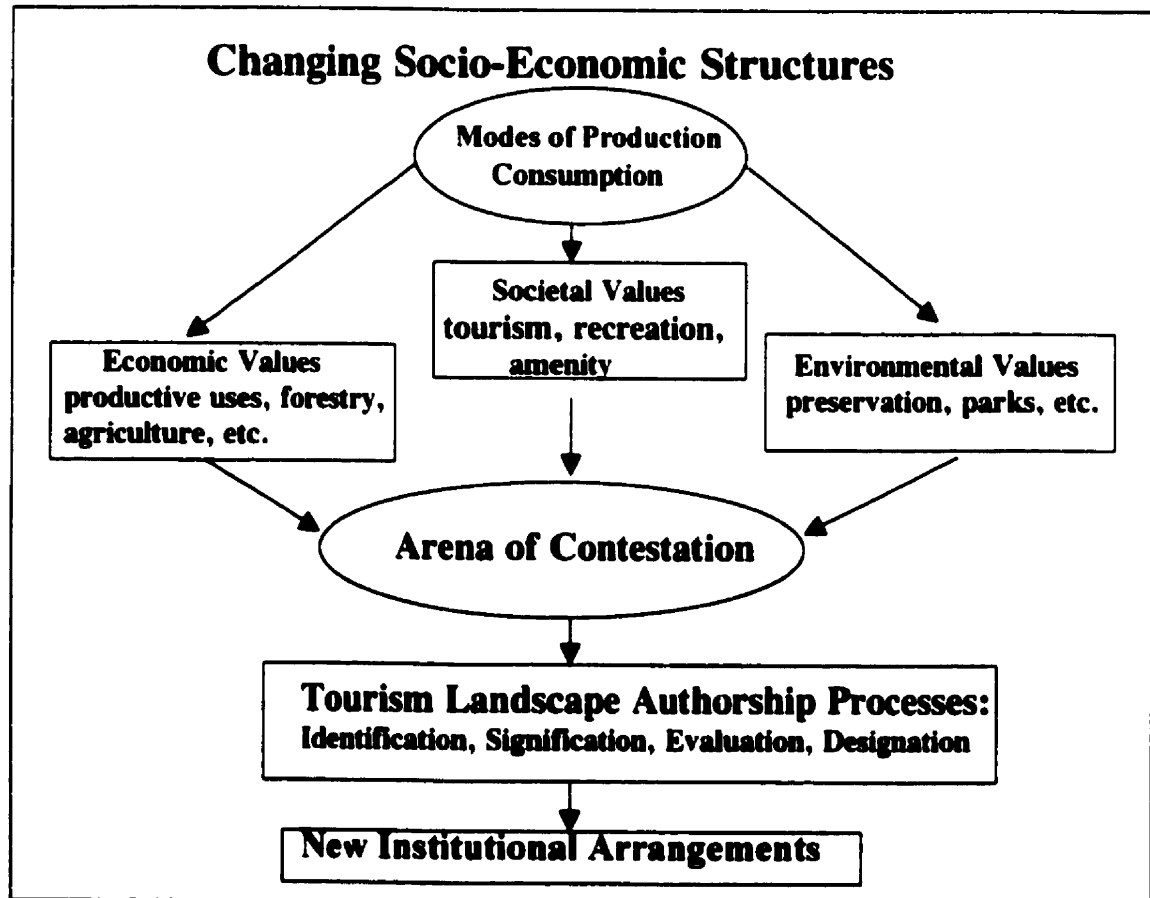 Changing Socio-Economic Structures
Modes of Production
Consumption
Societal Values
tourism, recreation,
amenity
Economic Values
productive uses, forestry,
agriculture, etc.
Environmental Values
preservation, parks, etc.
Arena of Contestation
Tourism Landscape Authorship Processes:
Identification, Signification, Evaluation, Designation
New Institutional Arrangements